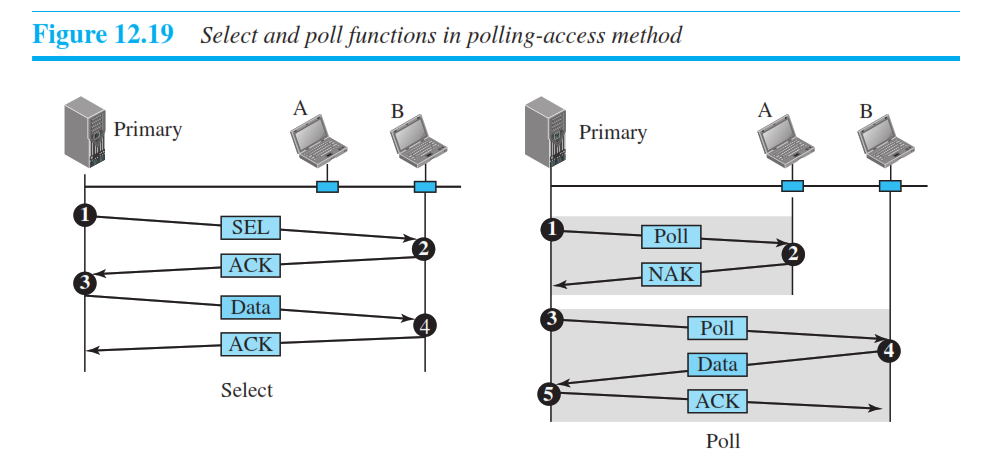 Figure 12.19 Select and poll functions in polling-access method
Primary
A
B
1
SEL
2
ACK
3
Data
4
ACK
Select
Primary
A
B
1
Poll
2
NAK
3
Poll
4
Data
5
ACK
Poll